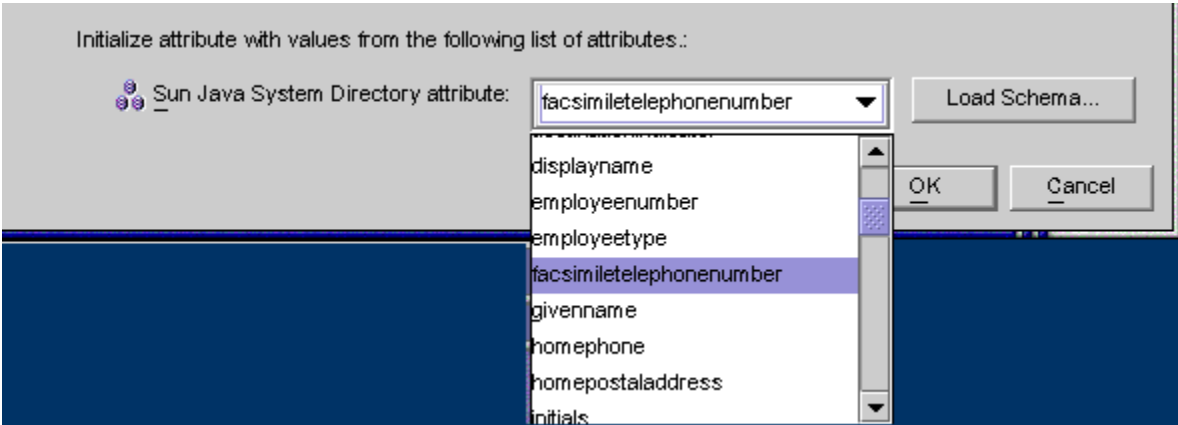 Initialize attribute with values from the following list of attributes.:
Sun Java System Directory attribute:
facsimiletelephonenumber
Load Schema...
displayname
employeenumber
employeetype
facsimiletelephonenumber
givenname
homephone
homepostaladdress
initials
OK
Cancel